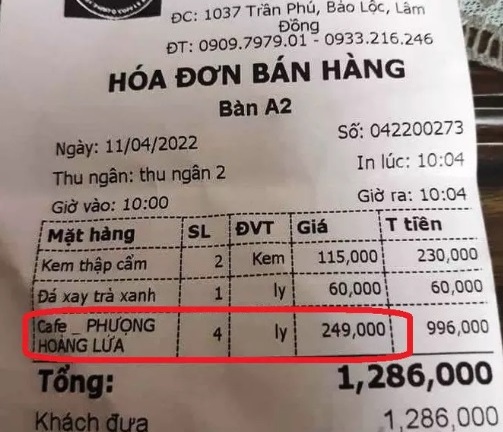 ĐC: 1037 Trần Phú, Bảo Lộc, Lâm
Đồng
ĐT: 0909.7979.01 - 0933.216.246
HÓA ĐƠN BÁN HÀNG
Bàn A2
Ngày: 11/04/2022 Số: 042200273
Thu ngân: thu ngân 2 In lúc: 10:04
Giờ vào: 10:00 Giờ ra: 10:04
Mặt hàng SL ĐVT Giá T tiền
Kem thập cẩm 2 Kem 115,000 230,000
Đá xay trà xanh 1 ly 60,000 60,000
Cafe _ PHƯỢNG 4 ly 249,000 996,000
HOÀNG LỬA
Tổng: 1,286,000
Khách đưa 1,286,000